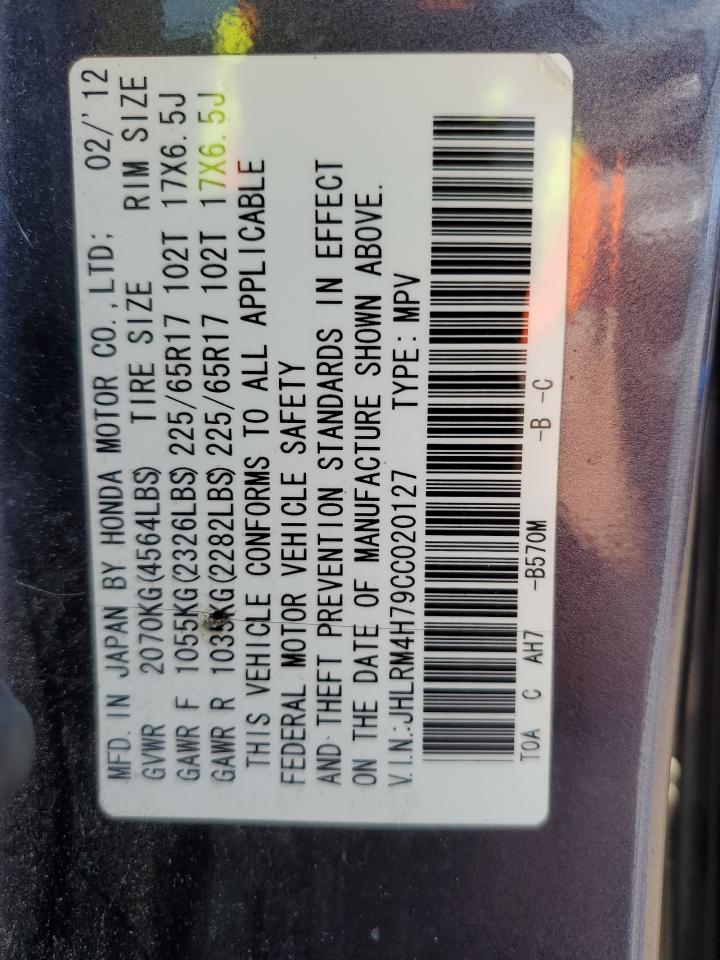 MFD. IN JAPAN BY HONDA MOTOR CO.,LTD; 02/'12
GVWR 2070KG(4564LBS) TIRE SIZE RIM SIZE
GAWR F 1055KG(2326LBS) 225/65R17 102T 17X6.5J
GAWR R 1035KG(2282LBS) 225/65R17 102T 17X6.5J
THIS VEHICLE CONFORMS TO ALL APPLICABLE
FEDERAL MOTOR VEHICLE SAFETY
AND THEFT PREVENTION STANDARDS IN EFFECT
ON THE DATE OF MANUFACTURE SHOWN ABOVE.
V.I.N.:JHLRM4H79CC020127 TYPE: MPV
T0A C AH7 -B570M -B -C